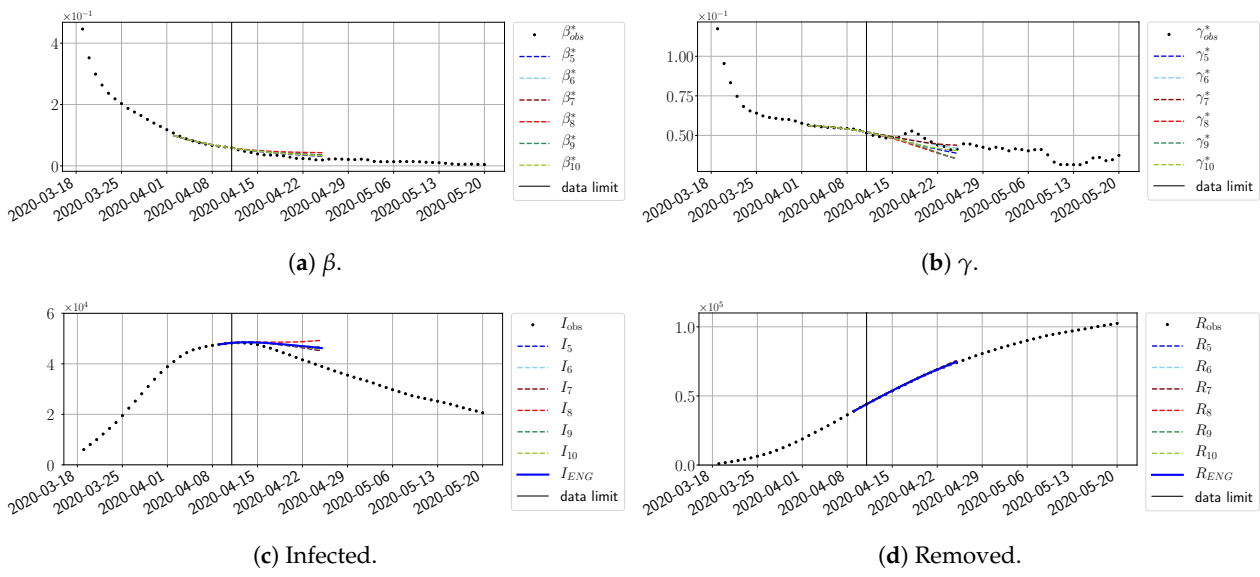 ×10⁻¹
4
2
0
2020-03-18
2020-03-25
2020-04-01
2020-04-08
2020-04-15
2020-04-22
2020-04-29
2020-05-06
2020-05-13
2020-05-20
β*obs
β*5
β*6
β*7
β*8
β*9
β*10
data limit
(a) β.
×10⁻¹
1.00
0.75
0.50
2020-03-18
2020-03-25
2020-04-01
2020-04-08
2020-04-15
2020-04-22
2020-04-29
2020-05-06
2020-05-13
2020-05-20
γ*obs
γ*5
γ*6
γ*7
γ*8
γ*9
γ*10
data limit
(b) γ.
×10⁴
6
4
2
0
2020-03-18
2020-03-25
2020-04-01
2020-04-08
2020-04-15
2020-04-22
2020-04-29
2020-05-06
2020-05-13
2020-05-20
Iobs
I5
I6
I7
I8
I9
I10
IENG
data limit
(c) Infected.
×10⁵
1.0
0.5
0.0
2020-03-18
2020-03-25
2020-04-01
2020-04-08
2020-04-15
2020-04-22
2020-04-29
2020-05-06
2020-05-13
2020-05-20
Robs
R5
R6
R7
R8
R9
R10
RENG
data limit
(d) Removed.